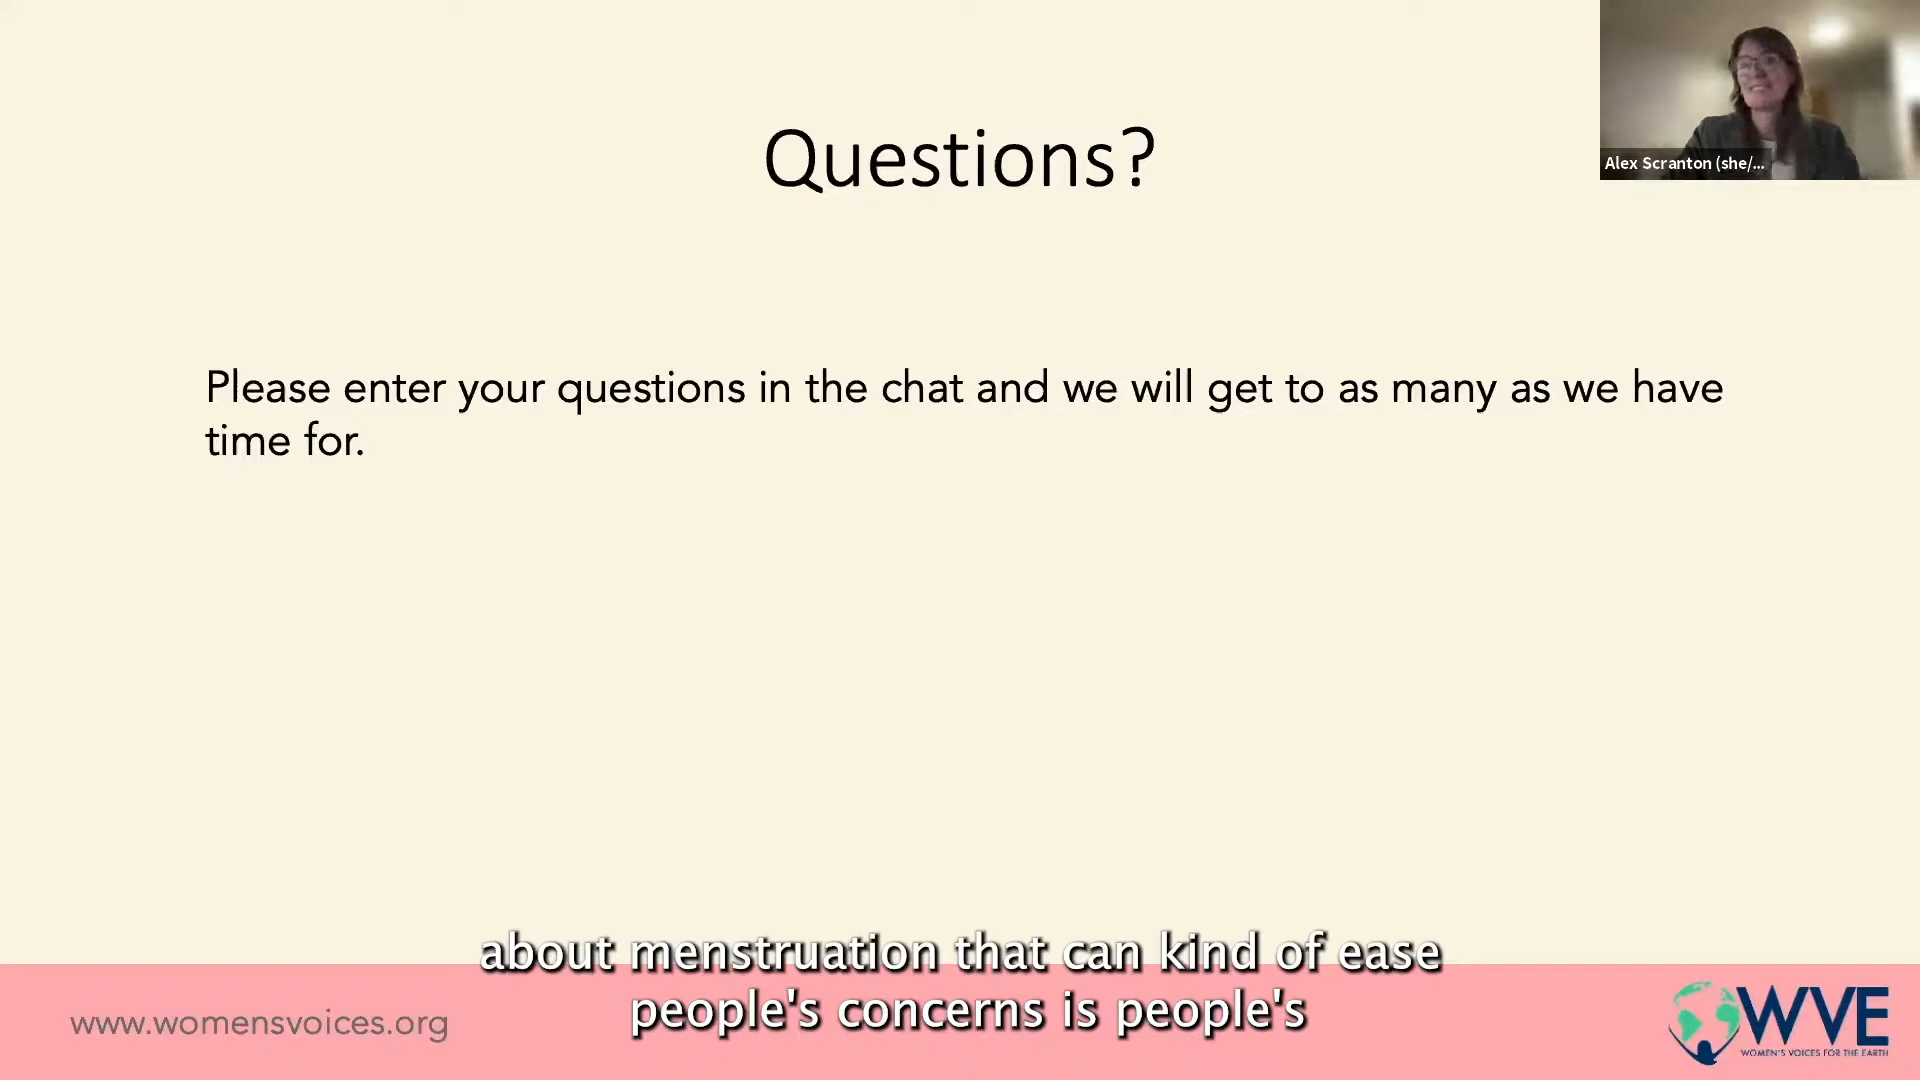 Questions?
Alex Scranton (she/...
Please enter your questions in the chat and we will get to as many as we have
time for.
about menstruation that can kind of ease
people's concerns is people's
www.womensvoices.org
WVE
WOMEN'S VOICES FOR THE EARTH